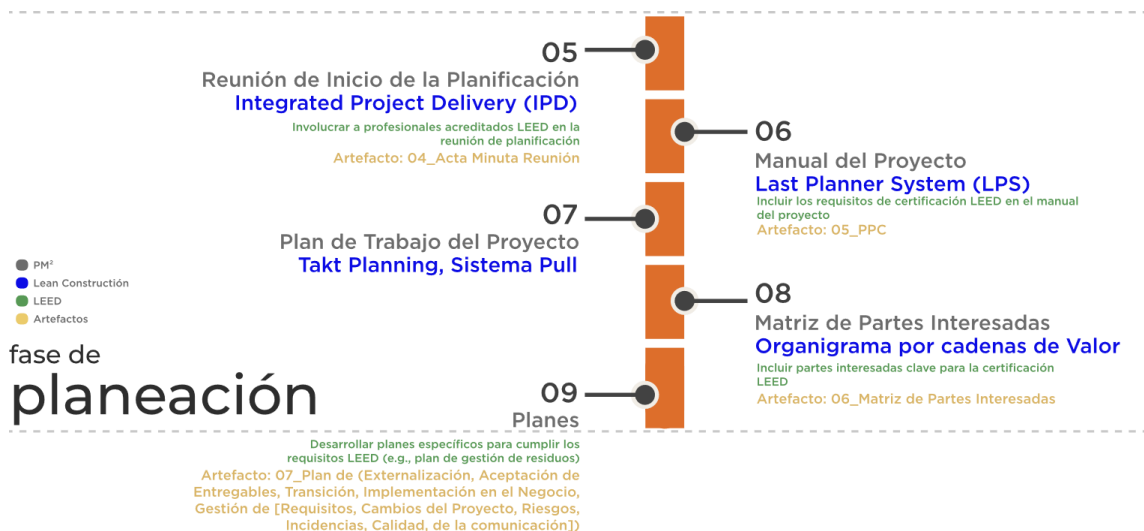 05
Reunión de Inicio de la Planificación
Integrated Project Delivery (IPD)
Involucrar a profesionales acreditados LEED en la
reunión de planificación
Artefacto: 04_Acta Minuta Reunión
06
Manual del Proyecto
Last Planner System (LPS)
Incluir los requisitos de certificación LEED en el manual
del proyecto
Artefacto: 05_PPC
07
Plan de Trabajo del Proyecto
Takt Planning, Sistema Pull
PM²
Lean Construction
LEED
Artefactos
08
Matriz de Partes Interesadas
Organigrama por cadenas de Valor
Incluir partes interesadas clave para la certificación
LEED
Artefacto: 06_Matriz de Partes Interesadas
fase de
planeación
09
Planes
Desarrollar planes específicos para cumplir los
requisitos LEED (e.g., plan de gestión de residuos)
Artefacto: 07_Plan de (Externalización, Aceptación de
Entregables, Transición, Implementación en el Negocio,
Gestión de [Requisitos, Cambios del Proyecto, Riesgos,
Incidencias, Calidad, de la comunicación])